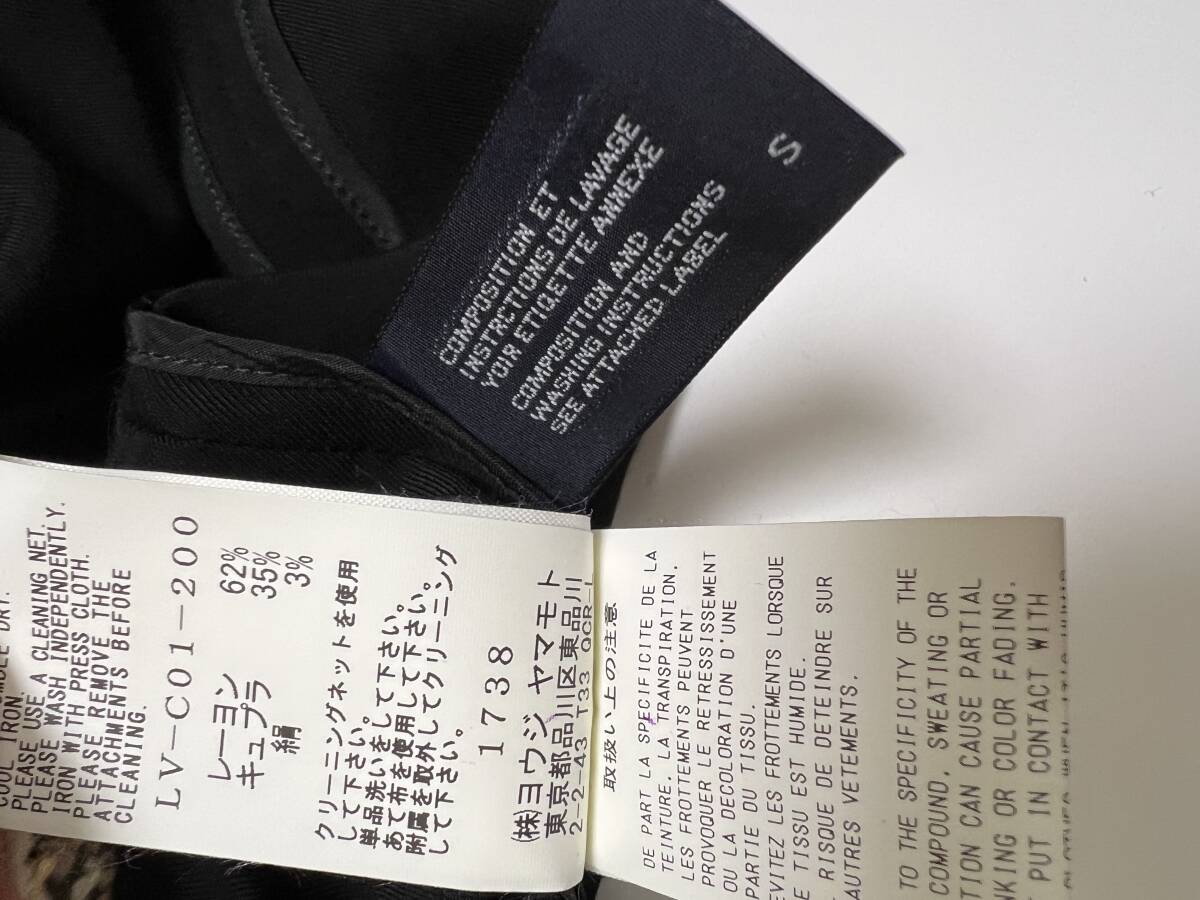 S
COMPOSITION ET
INSTRCTIONS DE LAVAGE
VOIR ETIQETTE ANNEXE
COMPOSITION AND
WASHING INSTRUCTIONS
SEE ATTACHED LABEL
DRY.
COOL IRON.
PLEASE USE A CLEANING NET.
PLEASE WASH INDEPENDENTLY.
IRON WITH PRESS CLOTH.
PLEASE REMOVE THE
ATTACHMENTS BEFORE
CLEANING.
LV-C01-200
レーヨン 62%
キュプラ 35%
絹 3%
クリーニングネットを使用
して下さい。
単品洗いをして下さい。
あて布を使用して下さい。
附属を取外してクリーニング
して下さい。
1738
(株)ヨウジ ヤマモト
東京都品川区東品川
2-2-43 T33 9CR-L
取扱い上の注意
DE PART LA SPECIFICITE DE LA
TEINTURE. LA TRANSPIRATION.
LES FROTTEMENTS PEUVENT
PROVOQUER LE RETRESSISSEMENT
OU LA DECOLORATION D'UNE
PARTIE DU TISSU.
EVITEZ LES FROTTEMENTS LORSQUE
E TISSU EST HUMIDE.
RISQUE DE DETEINDRE SUR
AUTRES VETEMENTS.
TO THE SPECIFICITY OF THE
COMPOUND, SWEATING OR
TION CAN CAUSE PARTIAL
NKING OR COLOR FADING.
PUT IN CONTACT WITH